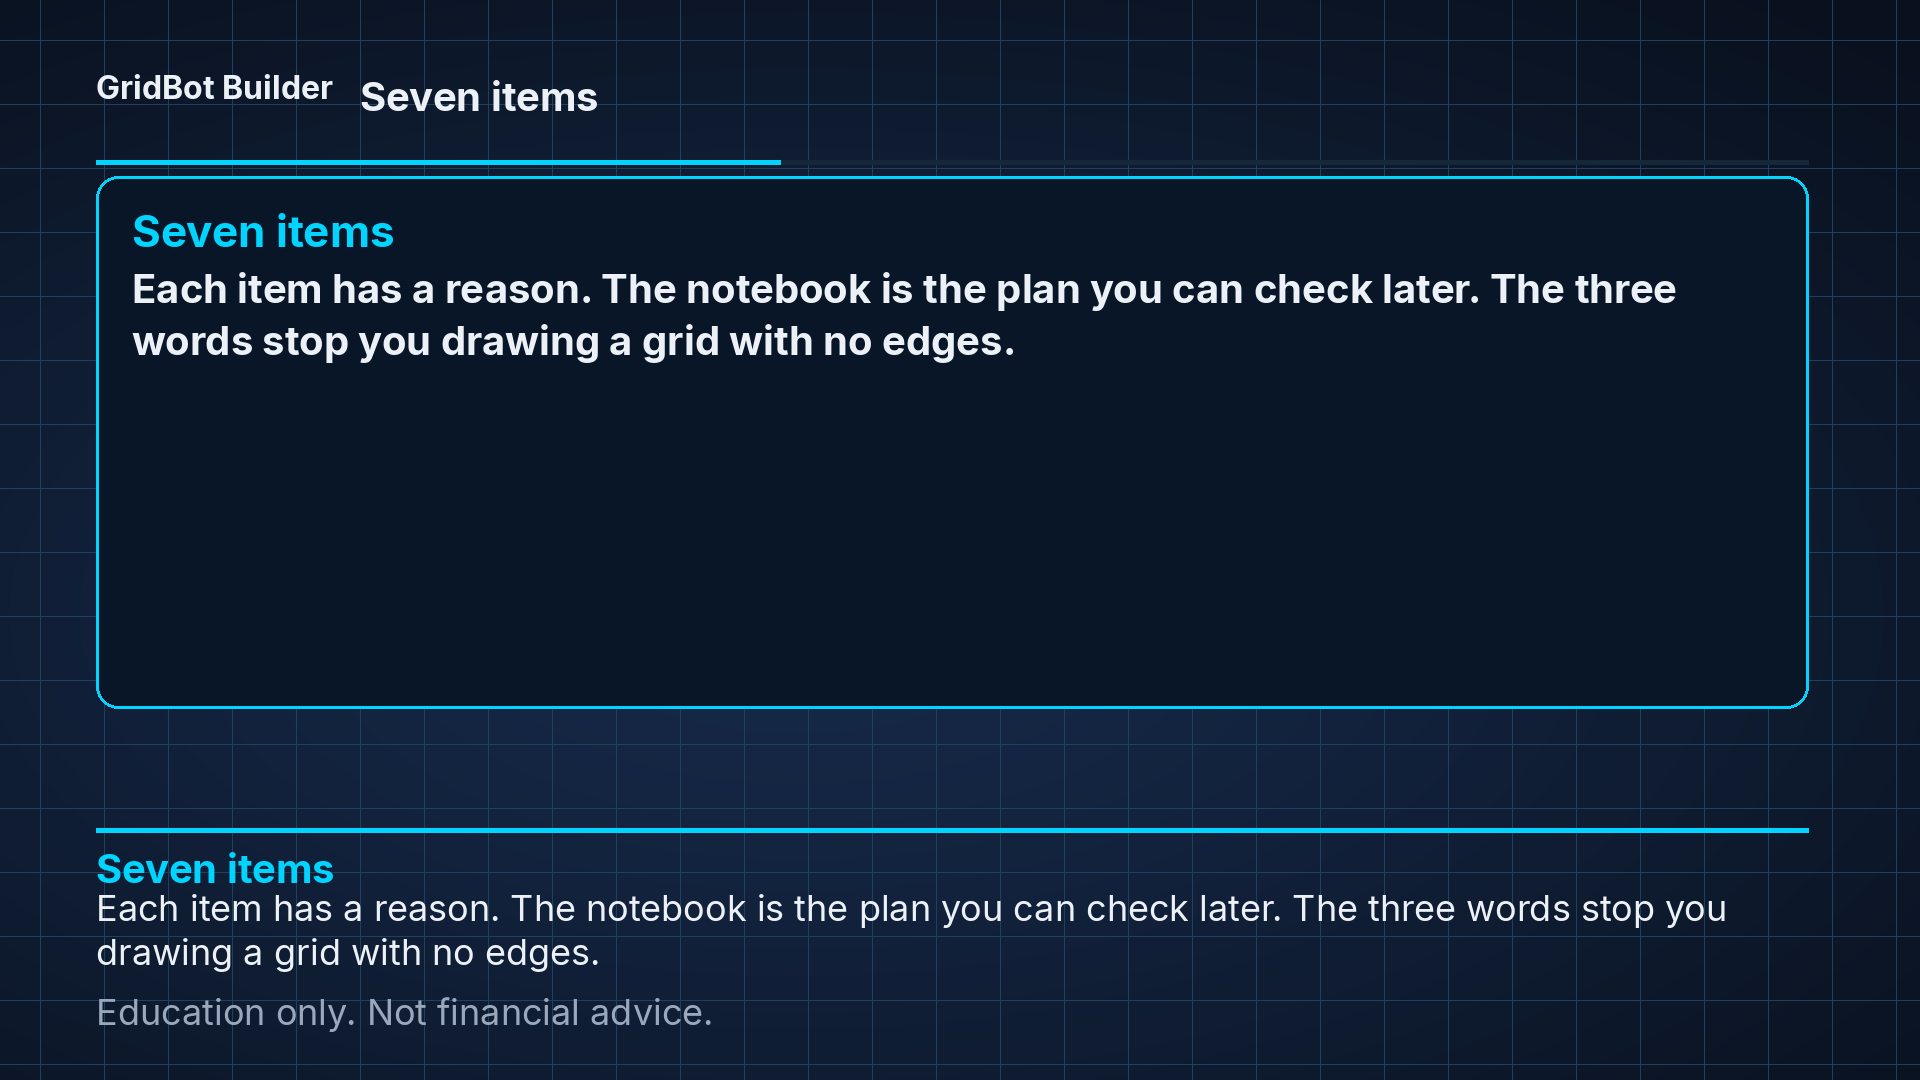 GridBot Builder
Seven items
Seven items
Each item has a reason. The notebook is the plan you can check later. The three
words stop you drawing a grid with no edges.
Seven items
Each item has a reason. The notebook is the plan you can check later. The three words stop you
drawing a grid with no edges.
Education only. Not financial advice.